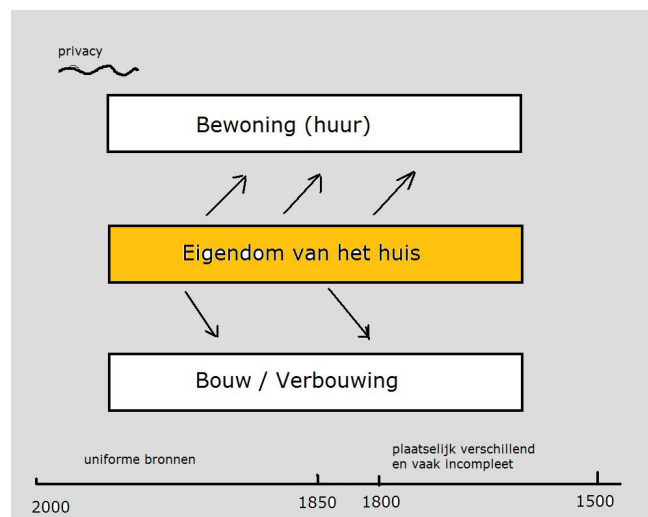 privacy
Bewoning (huur)
Eigendom van het huis
Bouw / Verbouwing
uniforme bronnen
plaatselijk verschillend
en vaak incompleet
2000
1850
1800
1500